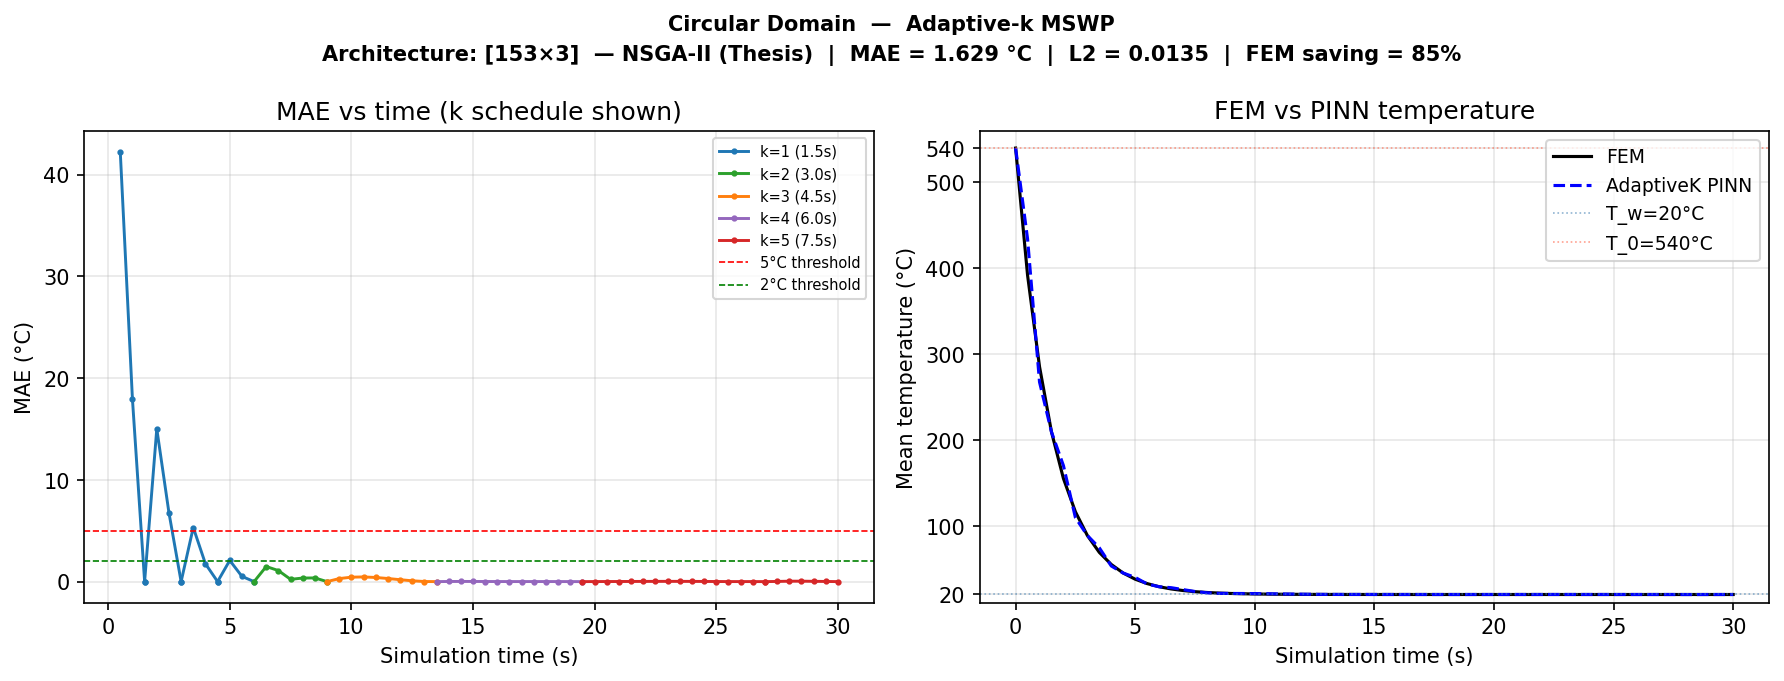 Circular Domain — Adaptive-k MSWP
Architecture: [153×3] — NSGA-II (Thesis) | MAE = 1.629 °C | L2 = 0.0135 | FEM saving = 85%
MAE vs time (k schedule shown)
MAE (°C)
40
30
20
10
0
k=1 (1.5s)
k=2 (3.0s)
k=3 (4.5s)
k=4 (6.0s)
k=5 (7.5s)
5°C threshold
2°C threshold
0 5 10 15 20 25 30
Simulation time (s)
FEM vs PINN temperature
Mean temperature (°C)
540
500
400
300
200
100
20
FEM
AdaptiveK PINN
T_w=20°C
T_0=540°C
0 5 10 15 20 25 30
Simulation time (s)